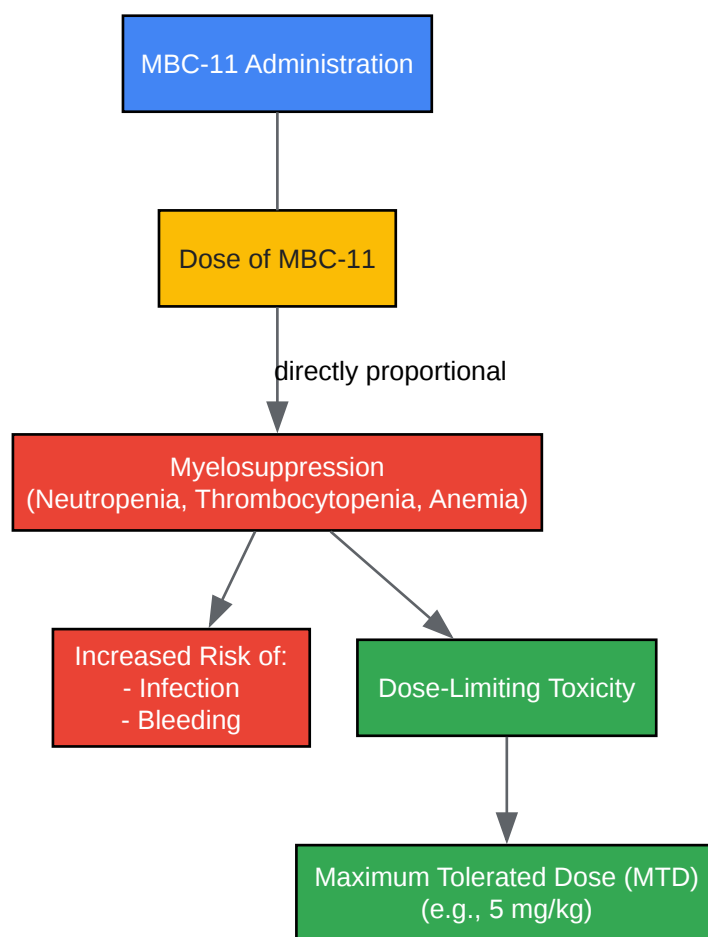 MBC-11 Administration
Dose of MBC-11
directly proportional
Myelosuppression
(Neutropenia, Thrombocytopenia, Anemia)
Increased Risk of:
- Infection
- Bleeding
Dose-Limiting Toxicity
Maximum Tolerated Dose (MTD)
(e.g., 5 mg/kg)